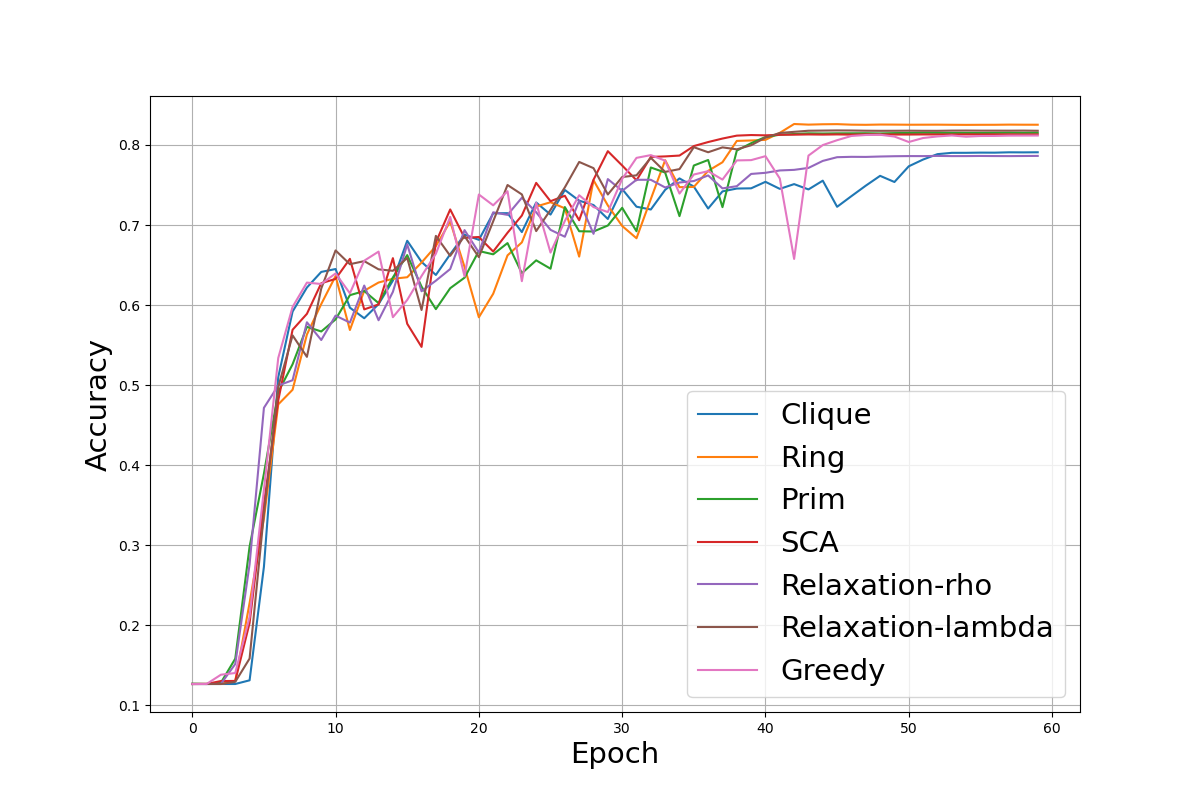 0.8
0.7
0.6
0.5
0.4
0.3
0.2
0.1
Accuracy
0 10 20 30 40 50 60
Epoch
Clique
Ring
Prim
SCA
Relaxation-rho
Relaxation-lambda
Greedy